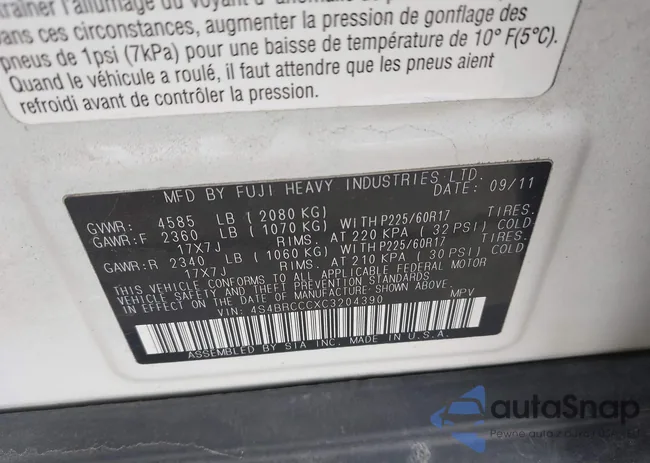 traîner l'allumage du voyant d'
ans ces circonstances, augmenter la pression de gonflage des
pneus de 1psi (7kPa) pour une baisse de température de 10° F(5°C).
Quand le véhicule a roulé, il faut attendre que les pneus aient
refroidi avant de contrôler la pression.
MFD BY FUJI HEAVY INDUSTRIES LTD.
DATE: 09/11
GVWR: 4585 LB (2080 KG) TIRES.
GAWR:F 2360 LB (1070 KG) WITH P225/60R17
17X7J RIMS. AT 220 KPA (32 PSI) COLD
GAWR:R 2340 LB (1060 KG) WITH P225/60R17 TIRES.
17X7J RIMS. AT 210 KPA (30 PSI) COLD
THIS VEHICLE CONFORMS TO ALL APPLICABLE FEDERAL MOTOR
VEHICLE SAFETY AND THEFT PREVENTION STANDARDS
IN EFFECT ON THE DATE OF MANUFACTURE SHOWN ABOVE.
VIN: 4S4BRCCCXC3204390 MPV
ASSEMBLED BY SIA INC. MADE IN U.S.A.
autaSnap
Pewne auta z